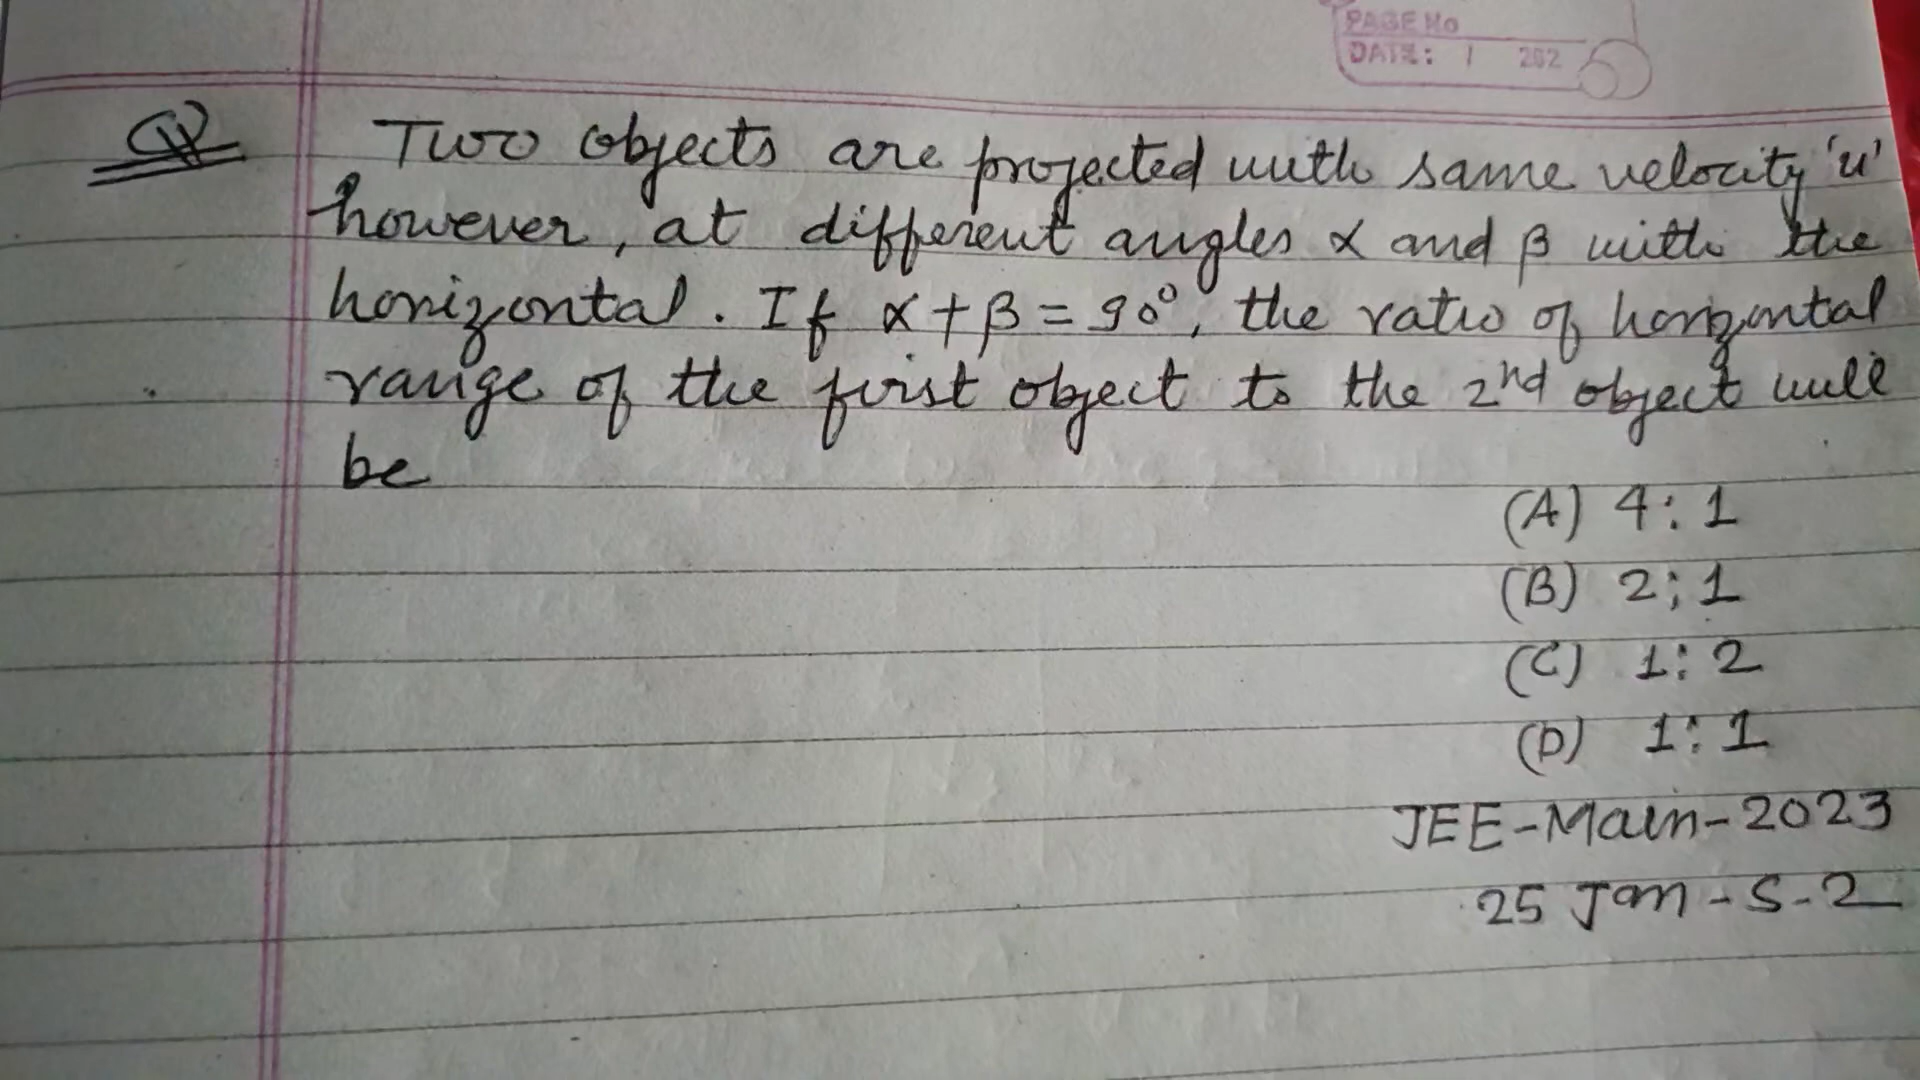 PAGE No
DATE: / 202
Q Two objects are projected with same velocity 'u'
however, at different angles α and β with the
horizontal. If α+β=90°, the ratio of horizontal
range of the first object to the 2nd object will
be
(A) 4:1
(B) 2;1
(C) 1:2
(D) 1:1
JEE-Main-2023
25 Jan-S-2